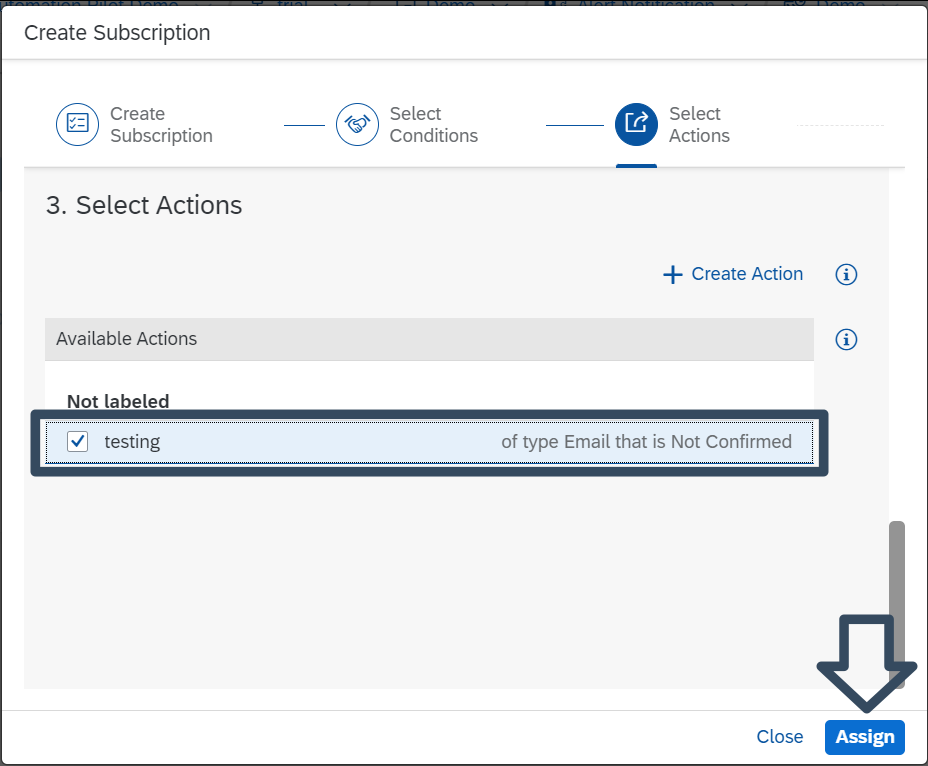 Create Subscription
Create
Subscription
Select
Conditions
Select
Actions
3. Select Actions
Create Action
Available Actions
Not labeled
testing of type Email that is Not Confirmed
Close Assign